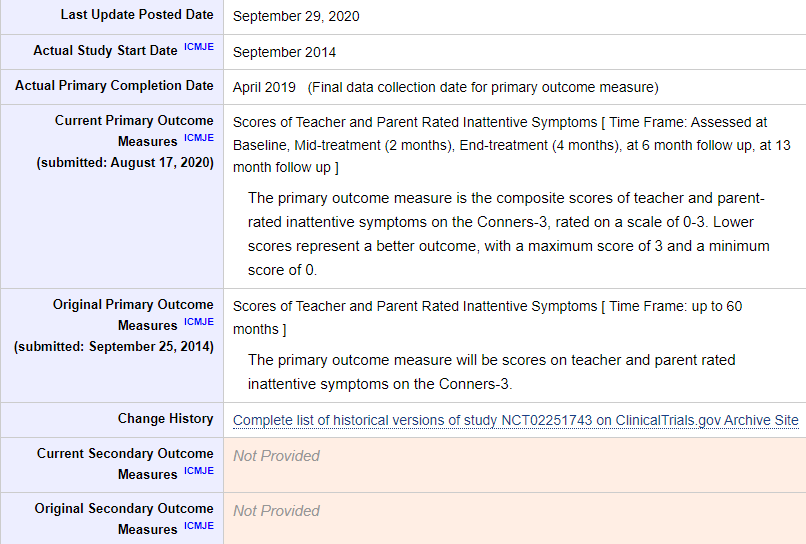 Last Update Posted Date
September 29, 2020
Actual Study Start Date ICMJE
September 2014
Actual Primary Completion Date
April 2019   (Final data collection date for primary outcome measure)
Current Primary Outcome
Measures ICMJE
(submitted: August 17, 2020)
Scores of Teacher and Parent Rated Inattentive Symptoms [ Time Frame: Assessed at
Baseline, Mid-treatment (2 months), End-treatment (4 months), at 6 month follow up, at 13
month follow up ]
The primary outcome measure is the composite scores of teacher and parent-
rated inattentive symptoms on the Conners-3, rated on a scale of 0-3. Lower
scores represent a better outcome, with a maximum score of 3 and a minimum
score of 0.
Original Primary Outcome
Measures ICMJE
(submitted: September 25, 2014)
Scores of Teacher and Parent Rated Inattentive Symptoms [ Time Frame: up to 60
months ]
The primary outcome measure will be scores on teacher and parent rated
inattentive symptoms on the Conners-3.
Change History
Complete list of historical versions of study NCT02251743 on ClinicalTrials.gov Archive Site
Current Secondary Outcome
Measures ICMJE
Not Provided
Original Secondary Outcome
Measures ICMJE
Not Provided